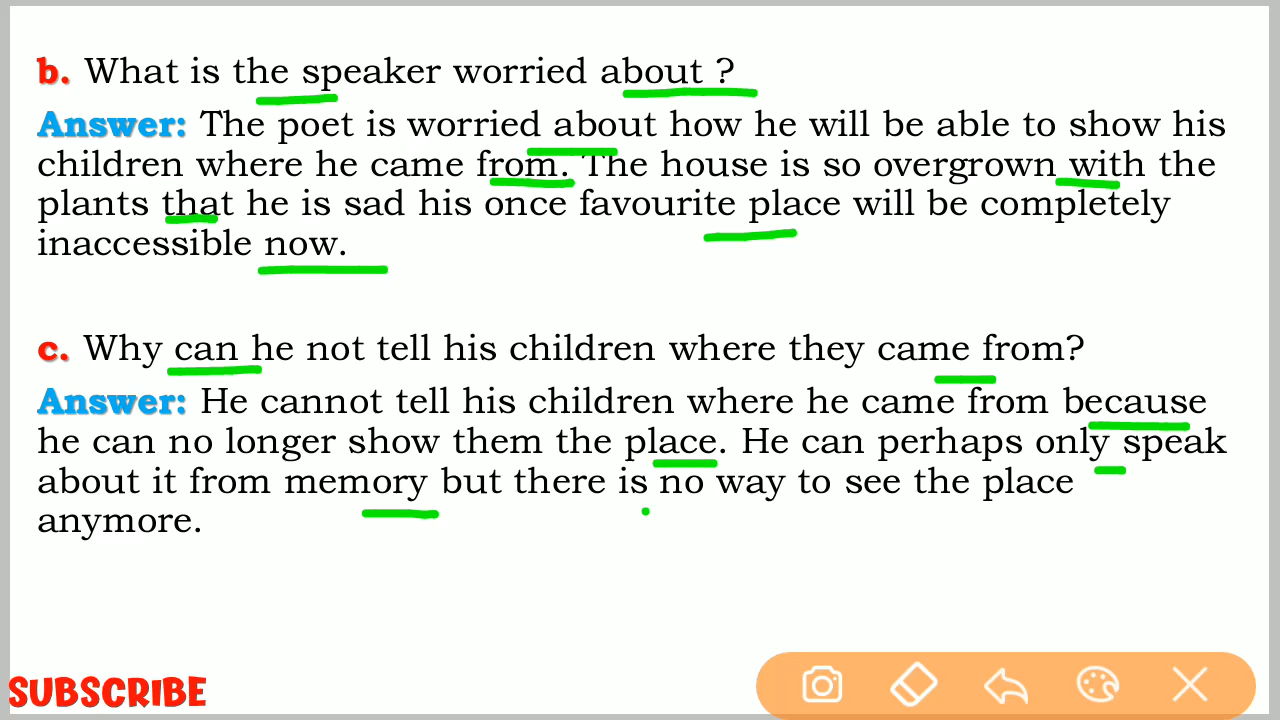 b. What is the speaker worried about ?
Answer: The poet is worried about how he will be able to show his
children where he came from. The house is so overgrown with the
plants that he is sad his once favourite place will be completely
inaccessible now.
c. Why can he not tell his children where they came from?
Answer: He cannot tell his children where he came from because
he can no longer show them the place. He can perhaps only speak
about it from memory but there is no way to see the place
anymore.
SUBSCRIBE